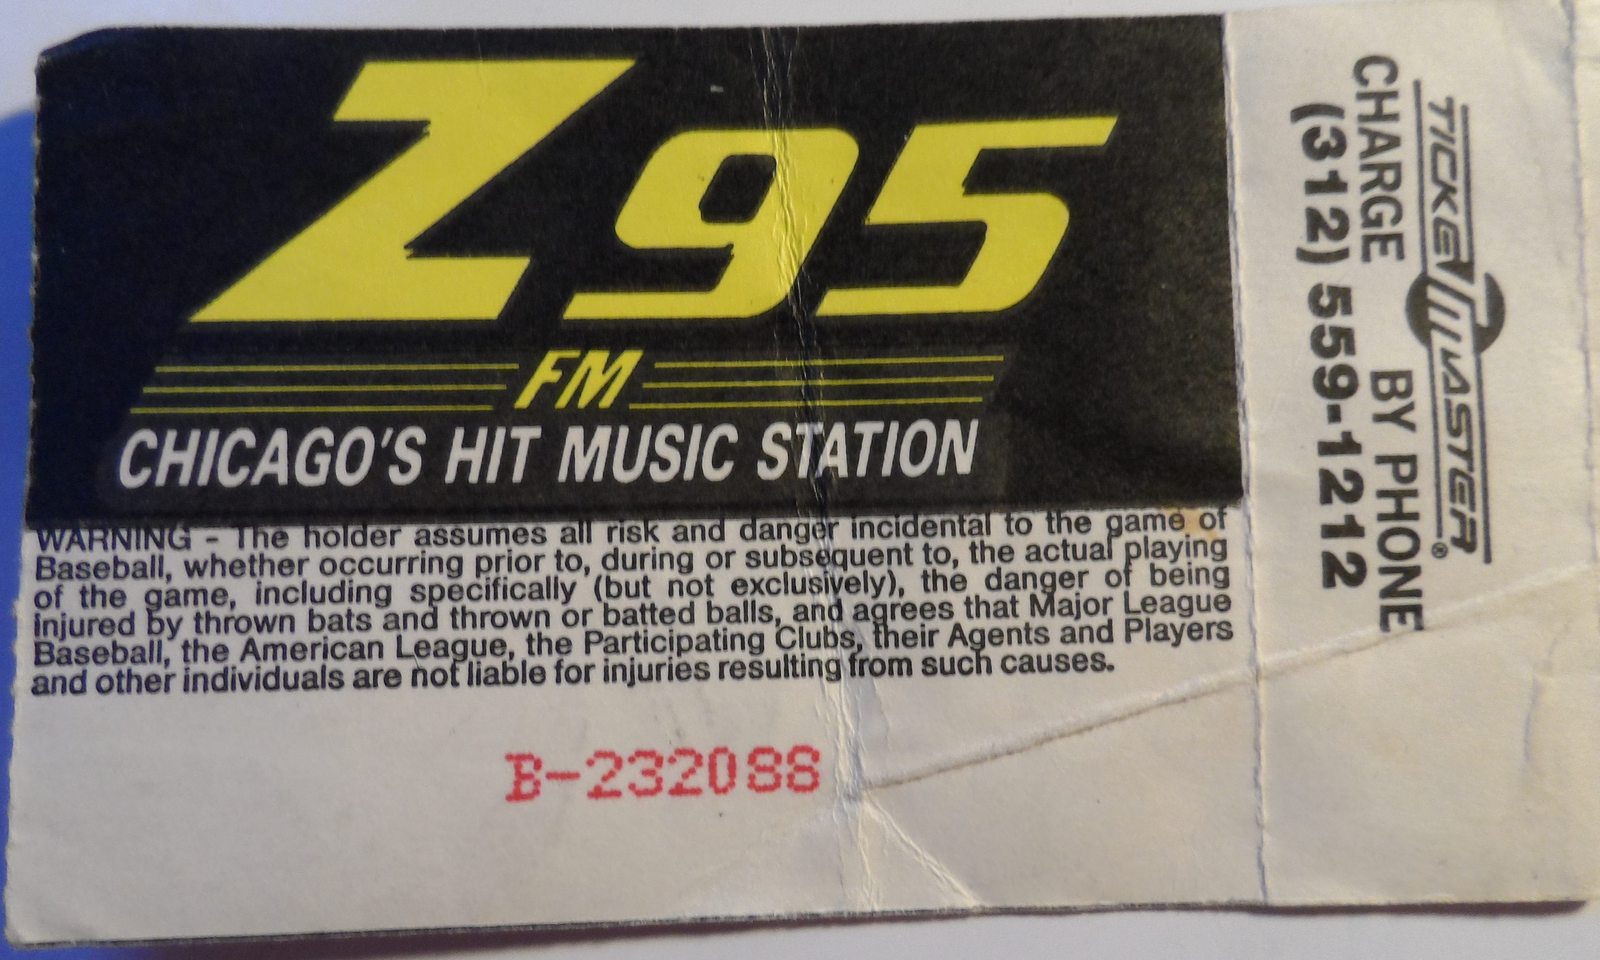 Z95
FM
CHICAGO'S HIT MUSIC STATION
WARNING - The holder assumes all risk and danger incidental to the game of
Baseball, whether occurring prior to, during or subsequent to, the actual playing
of the game, including specifically (but not exclusively), the danger of being
injured by thrown bats and thrown or batted balls, and agrees that Major League
Baseball, the American League, the Participating Clubs, their Agents and Players
and other individuals are not liable for injuries resulting from such causes.
B-232088
TICKETMASTER®
CHARGE BY PHONE
(312) 559-1212